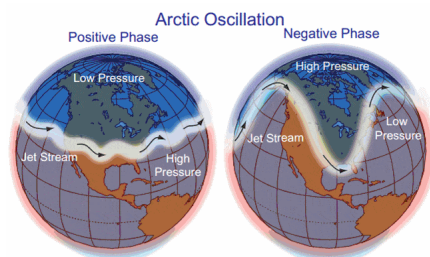 Arctic Oscillation
Positive Phase
Negative Phase
Low Pressure
Jet Stream
High
Pressure
High Pressure
Jet Stream
Low
Pressure